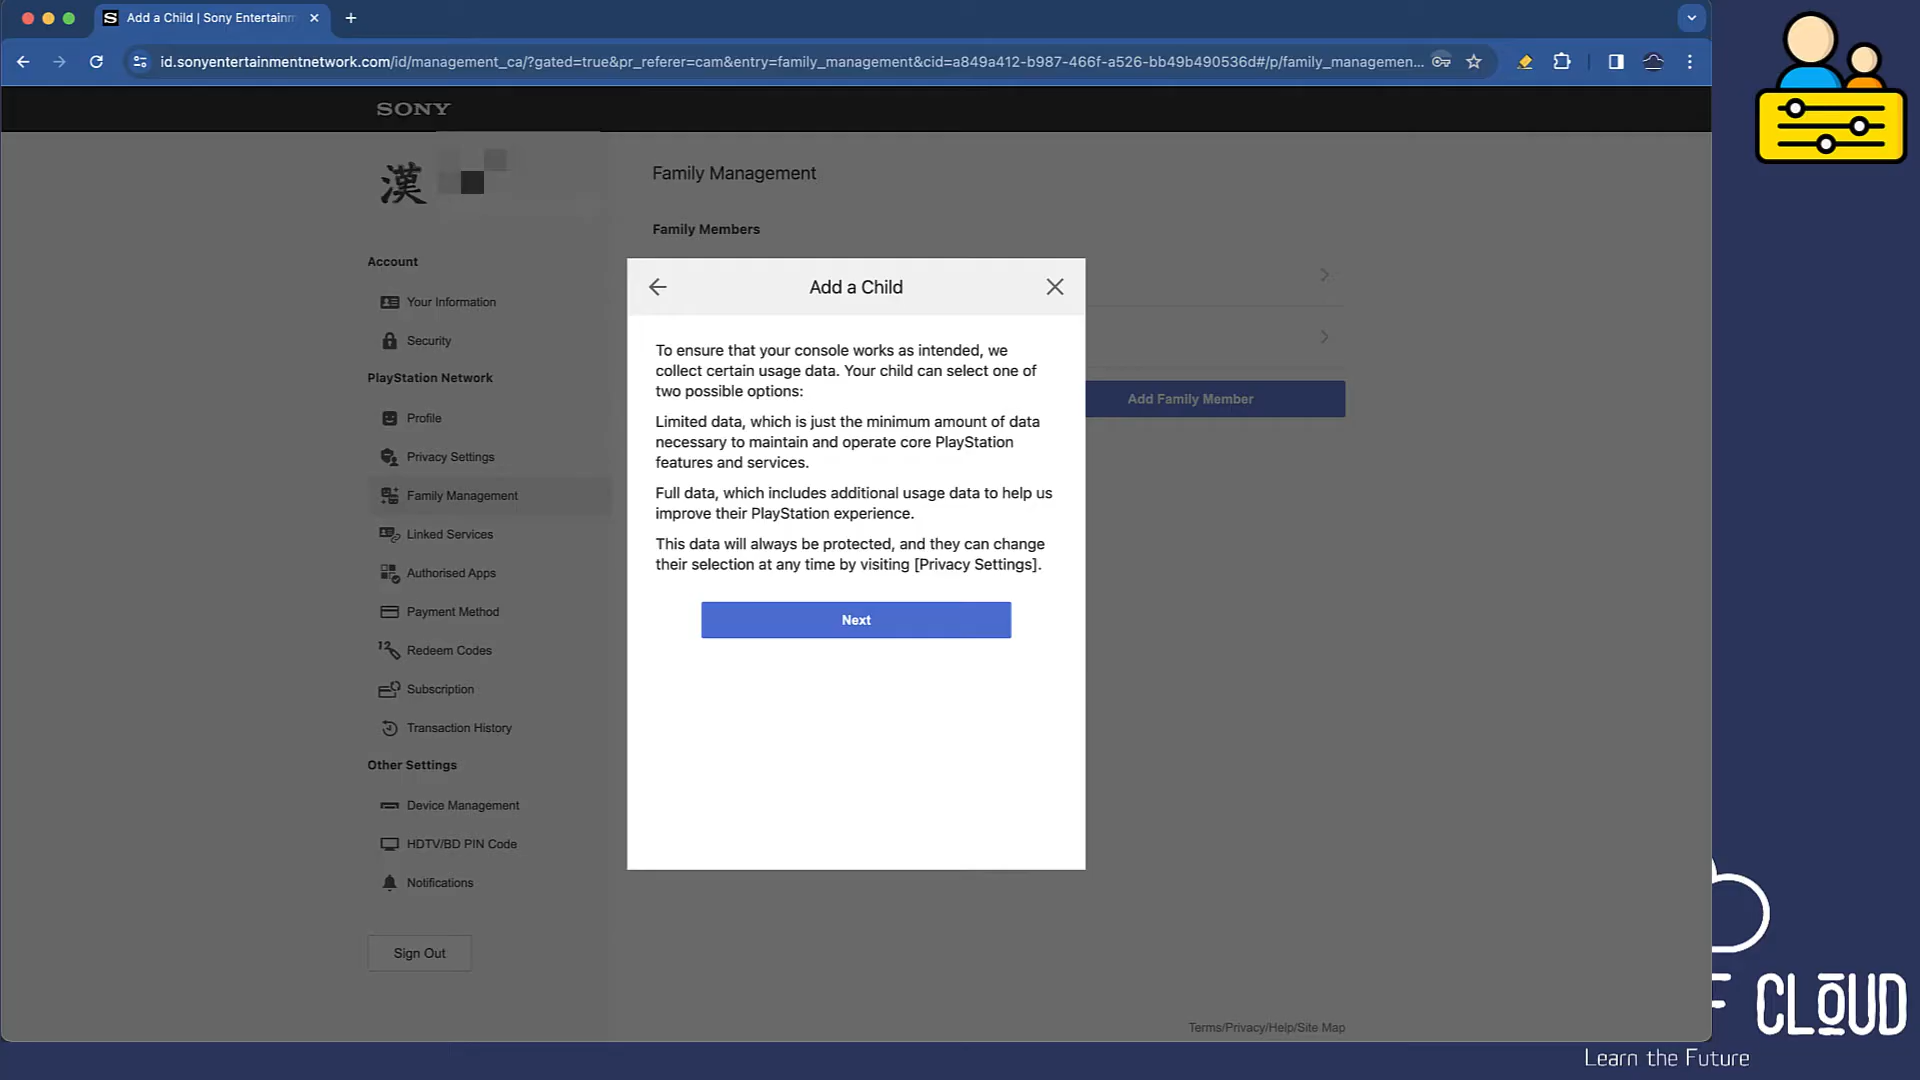 Add a Child | Sony Entertainm
id.sonyentertainmentnetwork.com/id/management_ca/?gated=true&pr_referer=cam&entry=family_management&cid=a849a412-b987-466f-a526-bb49b490536d#/p/family_managemen...
SONY
漢
Family Management
Family Members
Account
Your Information
Security
PlayStation Network
Profile
Privacy Settings
Family Management
Linked Services
Authorised Apps
Payment Method
Redeem Codes
Subscription
Transaction History
Other Settings
Device Management
HDTV/BD PIN Code
Notifications
Sign Out
Add Family Member
Add a Child
To ensure that your console works as intended, we
collect certain usage data. Your child can select one of
two possible options:
Limited data, which is just the minimum amount of data
necessary to maintain and operate core PlayStation
features and services.
Full data, which includes additional usage data to help us
improve their PlayStation experience.
This data will always be protected, and they can change
their selection at any time by visiting [Privacy Settings].
Next
Terms/Privacy/Help/Site Map
F CLOUD
Learn the Future